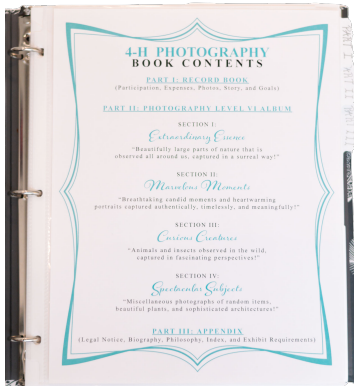 4-H PHOTOGRAPHY
BOOK CONTENTS
PART I: RECORD BOOK
(Participation, Expenses, Photos, Story, and Goals)
PART II: PHOTOGRAPHY LEVEL VI ALBUM
SECTION I:
Extraordinary Essence
"Beautifully large parts of nature that is
observed all around us, captured in a surreal way!"
SECTION II:
Marvelous Moments
"Breathtaking candid moments and heartwarming
portraits captured authentically, timelessly, and meaningfully!"
SECTION III:
Curious Creatures
"Animals and insects observed in the wild,
captured in fascinating perspectives!"
SECTION IV:
Spectacular Subjects
"Miscellaneous photographs of random items,
beautiful plants, and sophisticated architectures!"
PART III: APPENDIX
(Legal Notice, Biography, Philosophy, Index, and Exhibit Requirements)